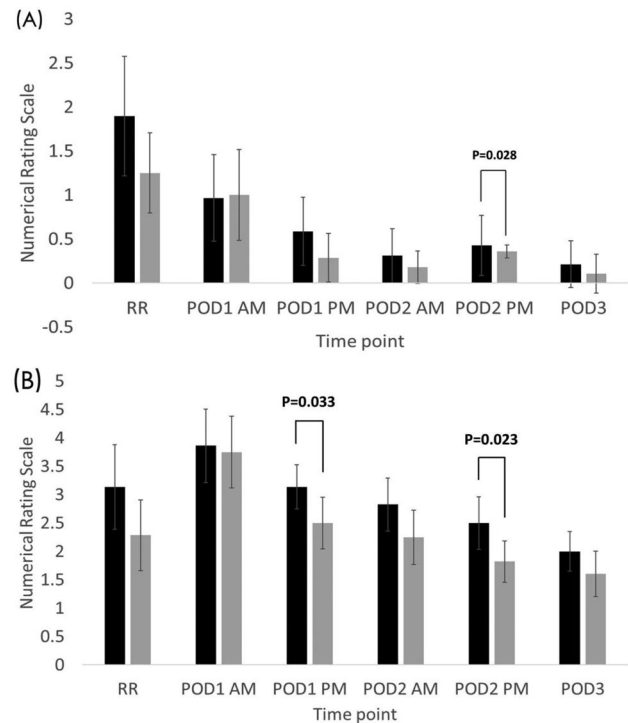 (A)
Numerical Rating Scale
3
2.5
2
1.5
1
0.5
0
-0.5
P=0.028
RR POD1 AM POD1 PM POD2 AM POD2 PM POD3
Time point
(B)
Numerical Rating Scale
5
4.5
4
3.5
3
2.5
2
1.5
1
0.5
0
P=0.033
P=0.023
RR POD1 AM POD1 PM POD2 AM POD2 PM POD3
Time point